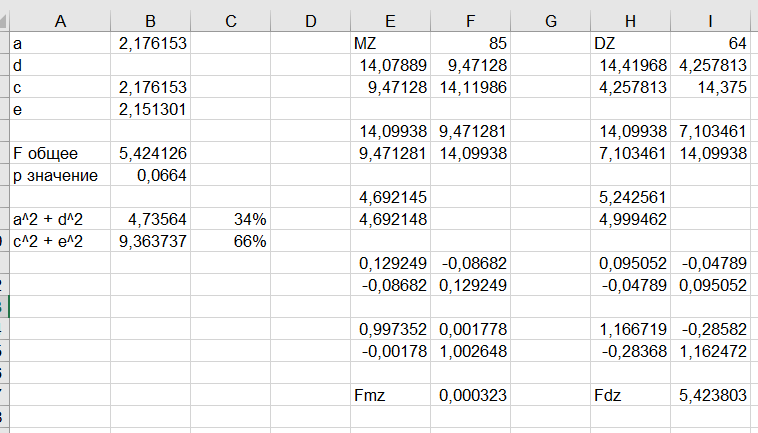 A B C D E F G H I
a 2,176153 MZ 85 DZ 64
d 14,07889 9,47128 14,41968 4,257813
c 2,176153 9,47128 14,11986 4,257813 14,375
e 2,151301
14,09938 9,471281 14,09938 7,103461
F общее 5,424126 9,471281 14,09938 7,103461 14,09938
р значение 0,0664
4,692145 5,242561
a^2 + d^2 4,73564 34% 4,692148 4,999462
c^2 + e^2 9,363737 66%
0,129249 -0,08682 0,095052 -0,04789
-0,08682 0,129249 -0,04789 0,095052
0,997352 0,001778 1,166719 -0,28582
-0,00178 1,002648 -0,28368 1,162472
Fmz 0,000323 Fdz 5,423803